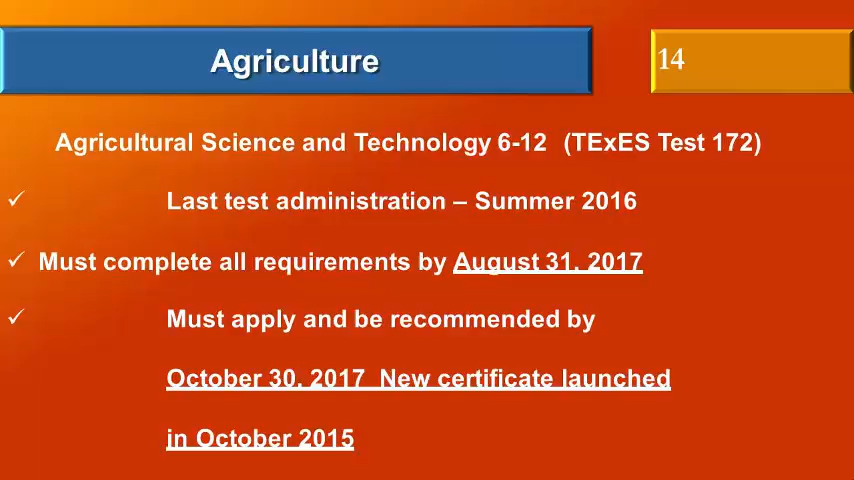 Agriculture
14
Agricultural Science and Technology 6-12 (TExES Test 172)
✓ Last test administration – Summer 2016
✓ Must complete all requirements by August 31, 2017
✓ Must apply and be recommended by
October 30, 2017 New certificate launched
in October 2015